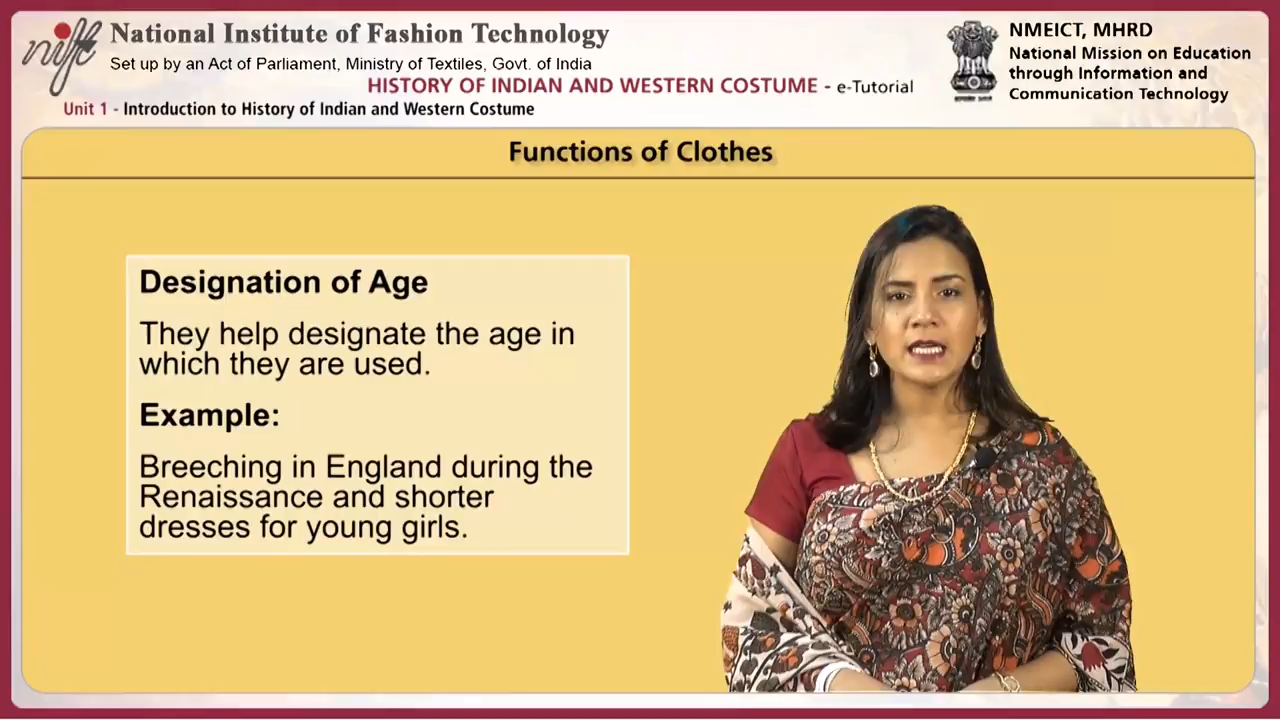 nift
National Institute of Fashion Technology
Set up by an Act of Parliament, Ministry of Textiles, Govt. of India
HISTORY OF INDIAN AND WESTERN COSTUME - e-Tutorial
Unit 1 - Introduction to History of Indian and Western Costume
NMEICT, MHRD
National Mission on Education
through Information and
Communication Technology
Functions of Clothes
Designation of Age
They help designate the age in
which they are used.
Example:
Breeching in England during the
Renaissance and shorter
dresses for young girls.